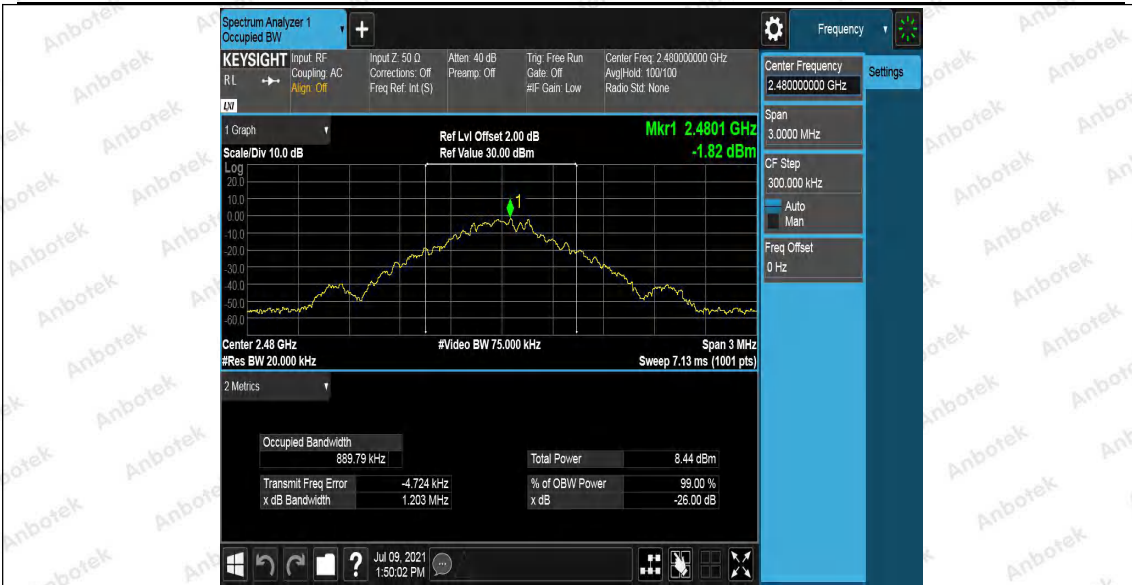 Spectrum Analyzer 1
Occupied BW
+
Frequency
KEYSIGHT
RL
LXI
Input: RF
Coupling: AC
Align: Off
Input Z: 50 Ω
Corrections: Off
Freq Ref: Int (S)
Atten: 40 dB
Preamp: Off
Trig: Free Run
Gate: Off
#IF Gain: Low
Center Freq: 2.480000000 GHz
Avg|Hold: 100/100
Radio Std: None
Center Frequency
2.480000000 GHz
Settings
Span
3.0000 MHz
CF Step
300.000 kHz
Auto
Man
Freq Offset
0 Hz
1 Graph
Scale/Div 10.0 dB
Ref Lvl Offset 2.00 dB
Ref Value 30.00 dBm
Mkr1 2.4801 GHz
-1.82 dBm
Log
20.0
10.0
0.00
-10.0
-20.0
-30.0
-40.0
-50.0
-60.0
1
Center 2.48 GHz
#Res BW 20.000 kHz
#Video BW 75.000 kHz
Span 3 MHz
Sweep 7.13 ms (1001 pts)
2 Metrics
Occupied Bandwidth
889.79 kHz
Total Power 8.44 dBm
Transmit Freq Error -4.724 kHz
% of OBW Power 99.00 %
x dB Bandwidth 1.203 MHz
x dB -26.00 dB
?
Jul 09, 2021
1:50:02 PM
Anbotek